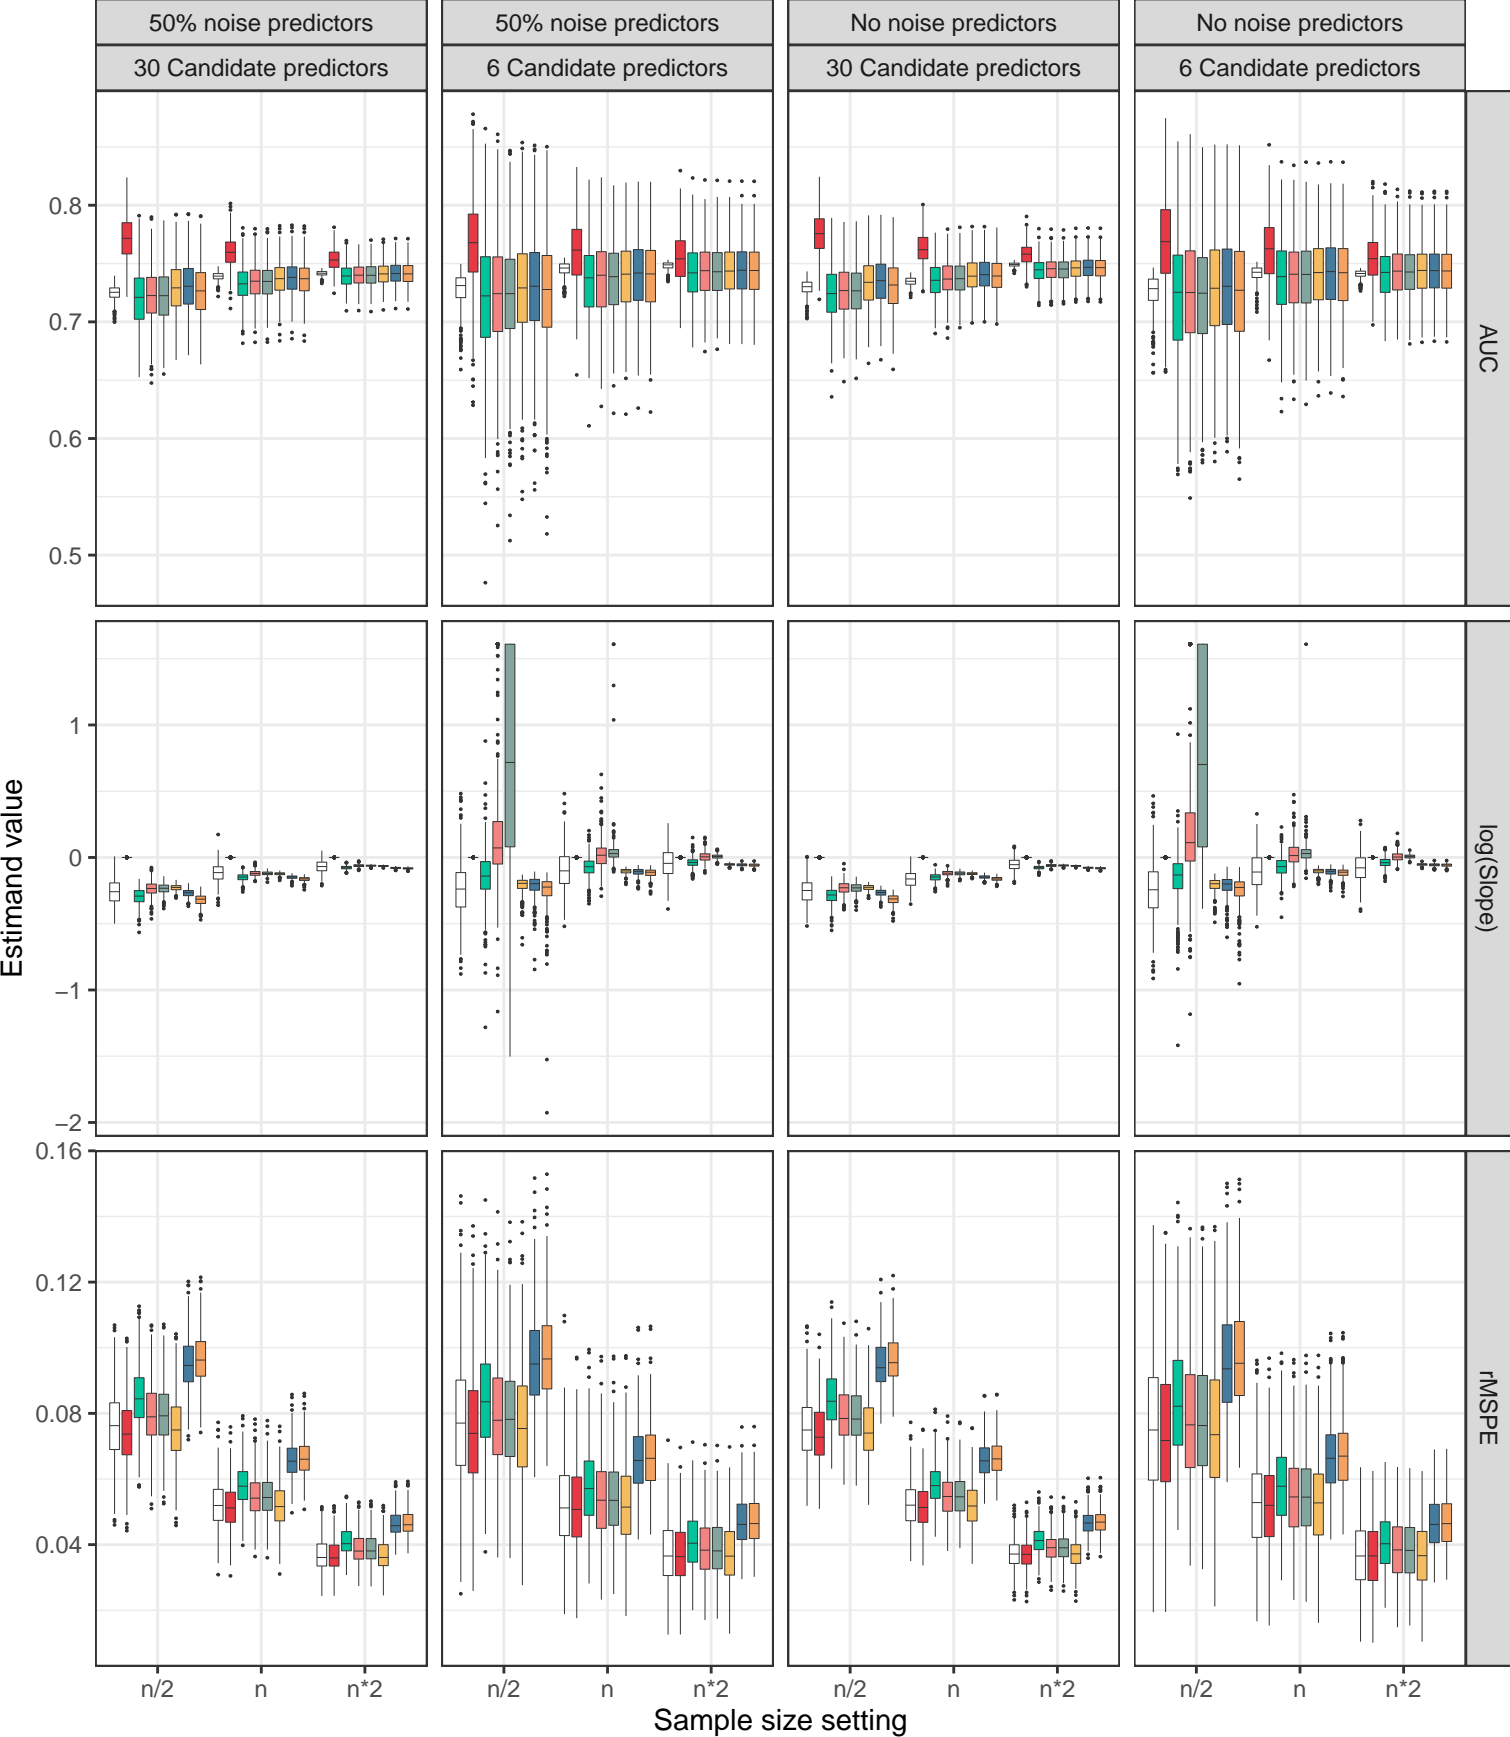 50% noise predictors
50% noise predictors
No noise predictors
No noise predictors
30 Candidate predictors
6 Candidate predictors
30 Candidate predictors
6 Candidate predictors
0.8
0.7
0.6
0.5
AUC
1
0
−1
−2
log(Slope)
Estimand value
0.16
0.12
0.08
0.04
rMSPE
n/2
n
n*2
n/2
n
n*2
n/2
n
n*2
n/2
n
n*2
Sample size setting